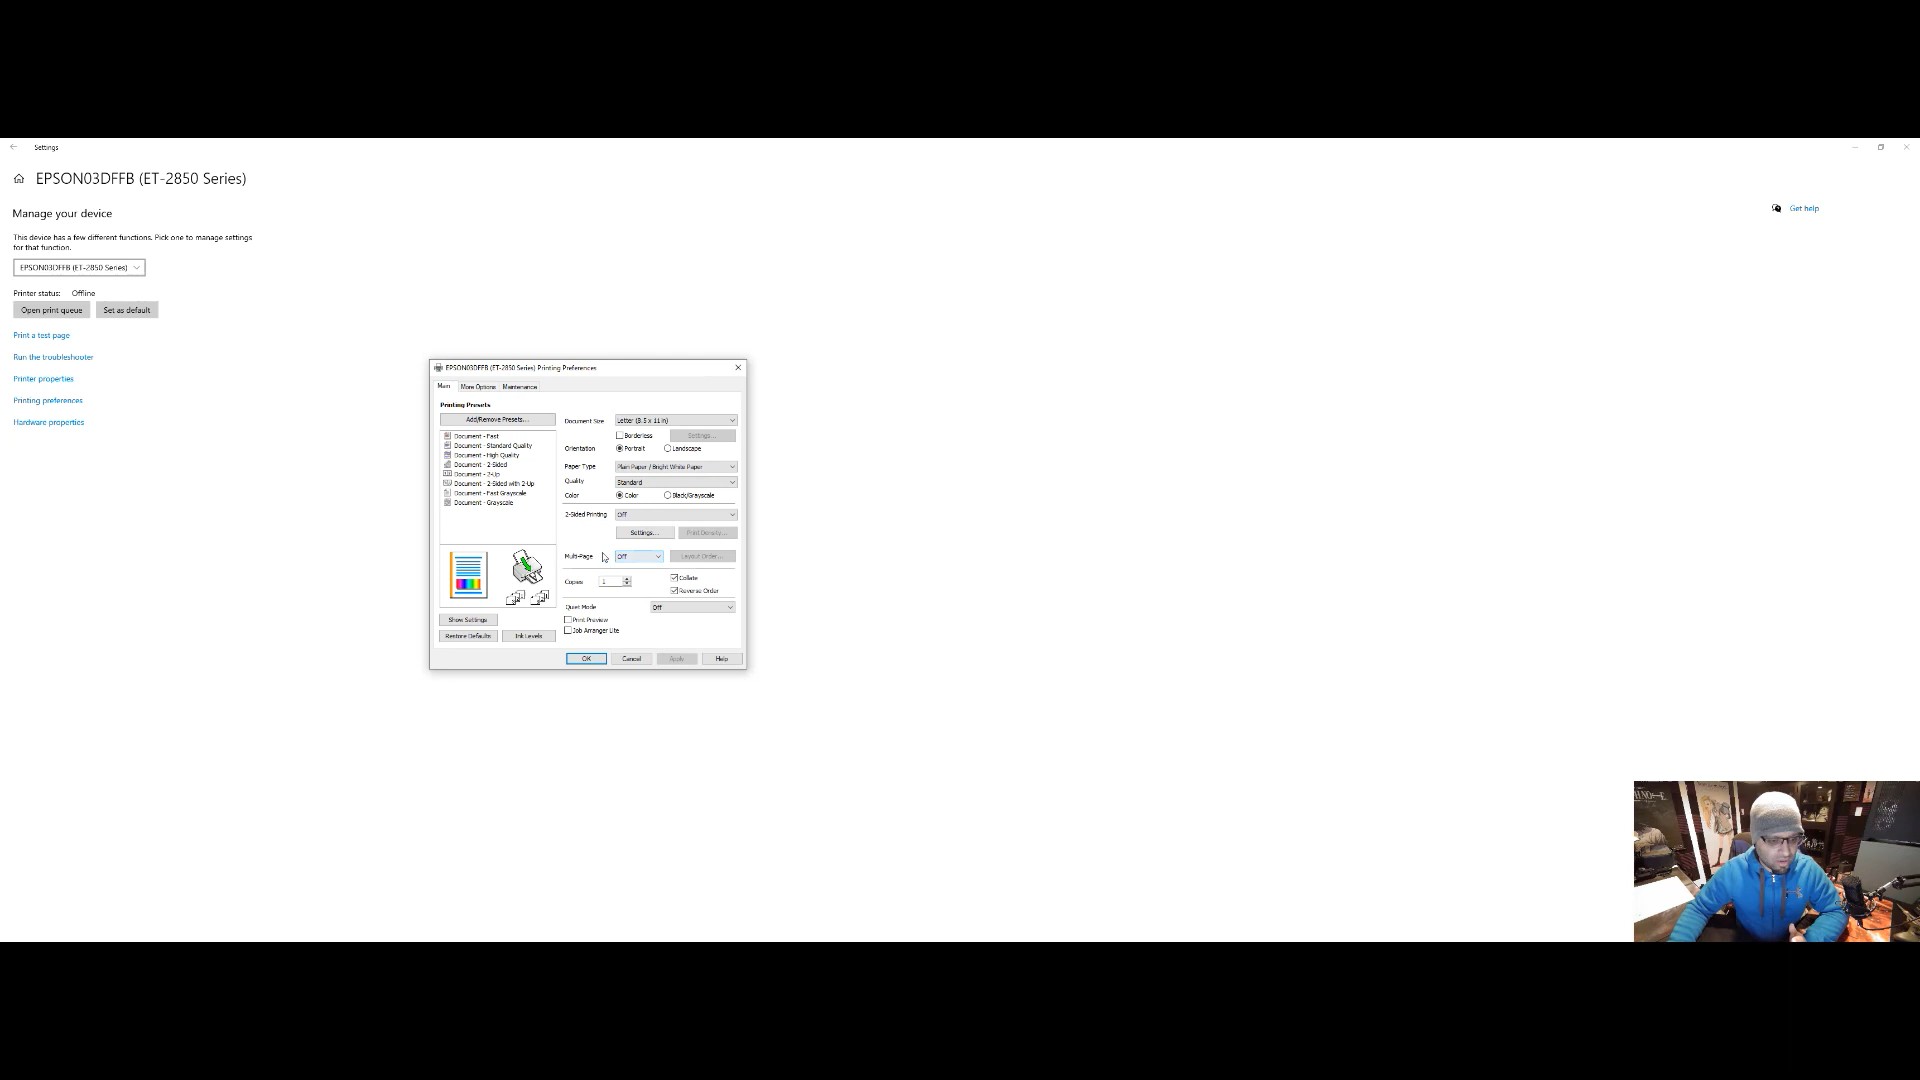 Settings
EPSON03DFFB (ET-2850 Series)
Manage your device
Get help
This device has a few different functions. Pick one to manage settings
for that function.
EPSON03DFFB (ET-2850 Series)
Printer status: Offline
Open print queue Set as default
Print a test page
Run the troubleshooter
Printer properties
Printing preferences
Hardware properties
EPSON03DFFB (ET-2850 Series) Printing Preferences
Main More Options Maintenance
Printing Presets
Add/Remove Presets...
Document - Fast
Document - Standard Quality
Document - High Quality
Document - 2-Sided
Document - 2-Up
Document - 2-Sided with 2-Up
Document - Fast Grayscale
Document - Grayscale
Show Settings
Restore Defaults Ink Levels
Document Size Letter (8.5 x 11 in)
Borderless Settings...
Orientation Portrait Landscape
Paper Type Plain Paper / Bright White Paper
Quality Standard
Color Color Black/Grayscale
2-Sided Printing Off
Settings... Print Density...
Multi-Page Off Layout Order...
Copies 1 Collate
Reverse Order
Quiet Mode Off
Print Preview
Job Arranger Lite
OK Cancel Apply Help